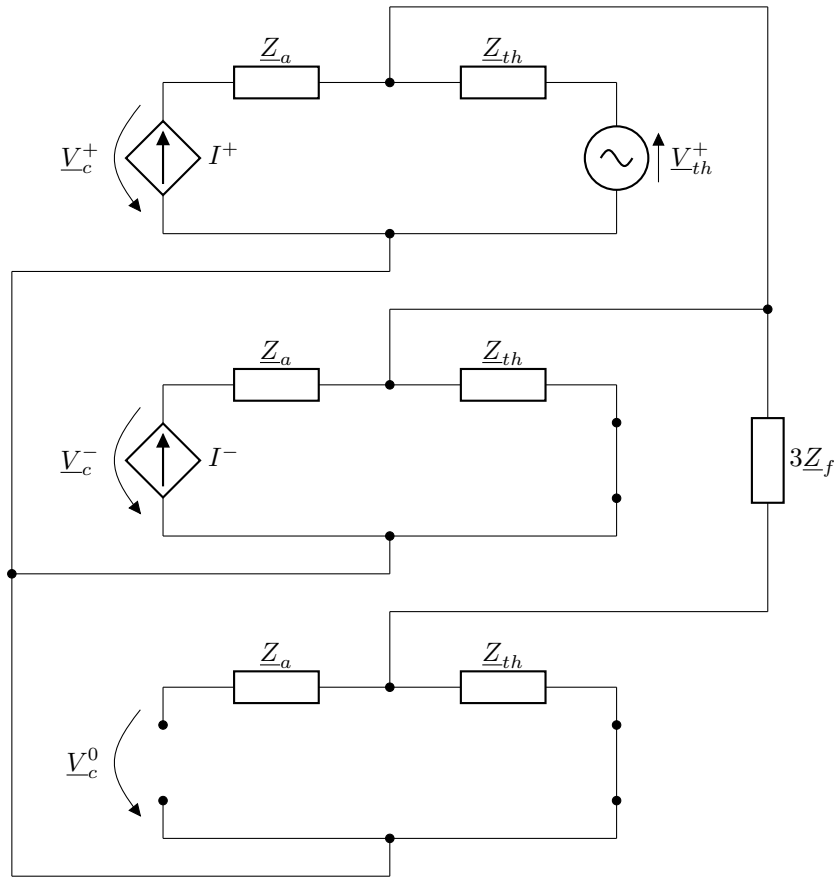 Z_a
Z_th
V_c^+
I^+
V_th^+
Z_a
Z_th
V_c^-
I^-
3Z_f
Z_a
Z_th
V_c^0